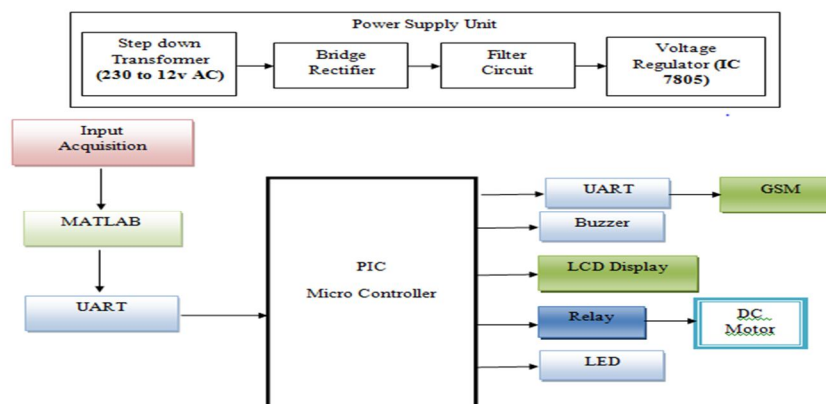 Power Supply Unit
Step down
Transformer
(230 to 12v AC)
Bridge
Rectifier
Filter
Circuit
Voltage
Regulator (IC
7805)
Input
Acquisition
MATLAB
UART
PIC
Micro Controller
UART
GSM
Buzzer
LCD Display
Relay
DC
Motor
LED